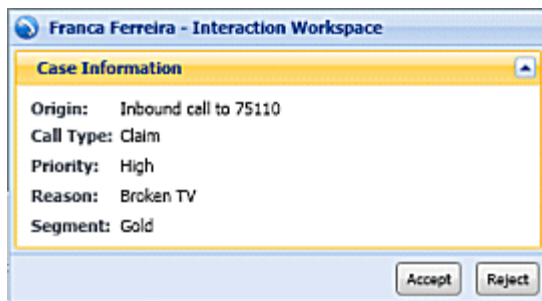 Franca Ferreira - Interaction Workspace
Case Information
Origin: Inbound call to 75110
Call Type: Claim
Priority: High
Reason: Broken TV
Segment: Gold
Accept Reject